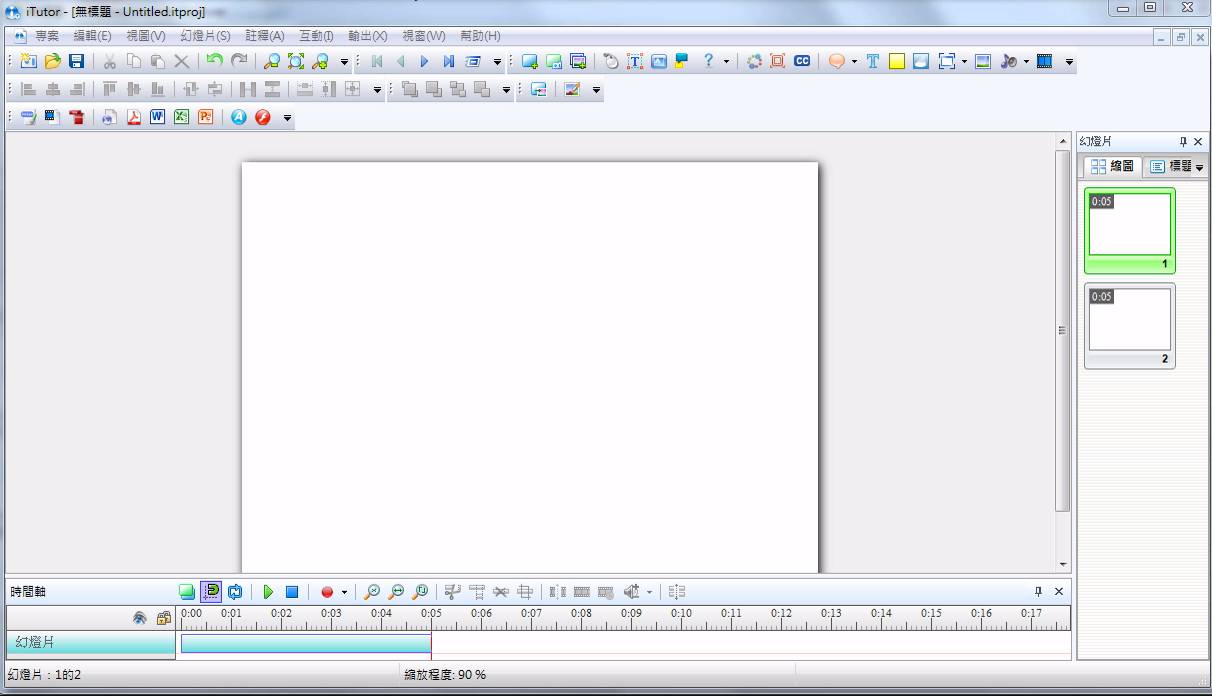 iTutor - [無標題 - Untitled.itproj]
專案 編輯(E) 視圖(V) 幻燈片(S) 註釋(A) 互動(I) 輸出(X) 視窗(W) 幫助(H)
T ? CC T
W
A
幻燈片
縮圖 標題
0:05
1
0:05
2
時間軸
0:00 0:01 0:02 0:03 0:04 0:05 0:06 0:07 0:08 0:09 0:10 0:11 0:12 0:13 0:14 0:15 0:16 0:17
幻燈片
幻燈片：1的2 縮放程度: 90 %